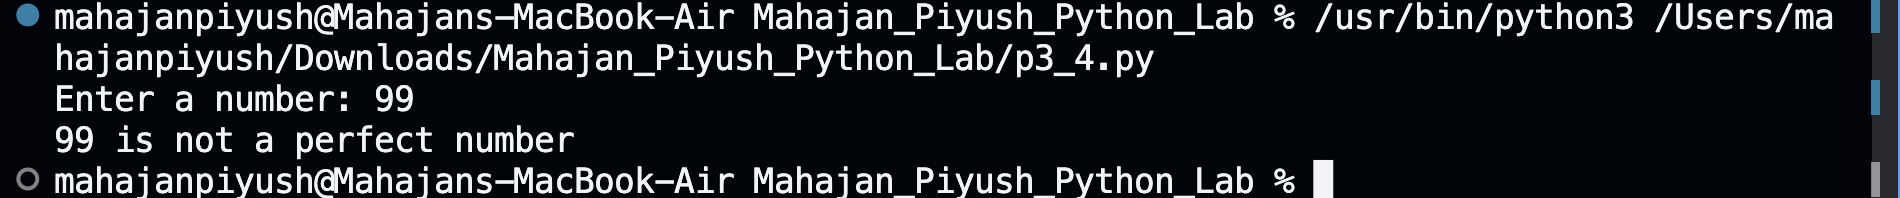 mahajanpiyush@Mahajans-MacBook-Air Mahajan_Piyush_Python_Lab % /usr/bin/python3 /Users/ma
hajanpiyush/Downloads/Mahajan_Piyush_Python_Lab/p3_4.py
Enter a number: 99
99 is not a perfect number
mahajanpiyush@Mahajans-MacBook-Air Mahajan_Piyush_Python_Lab %